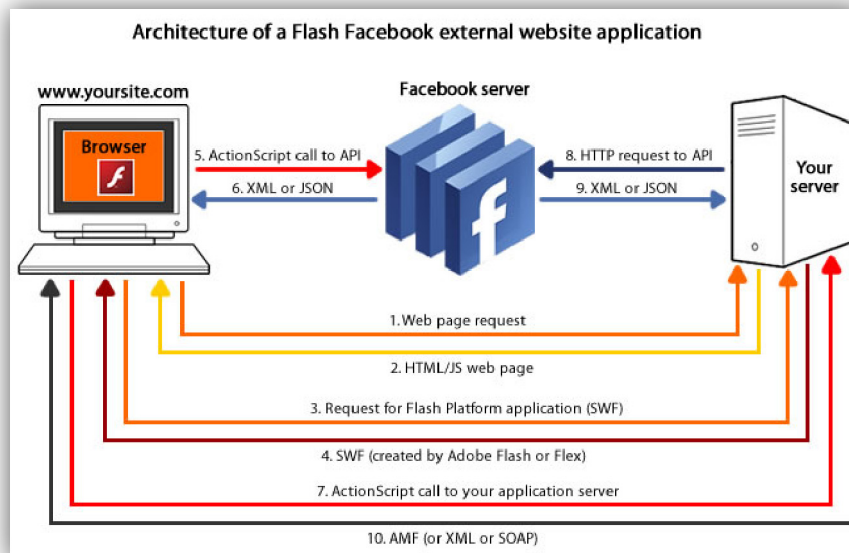 Architecture of a Flash Facebook external website application
www.yoursite.com
Facebook server
Browser
5. ActionScript call to API
8. HTTP request to API
Your
server
6. XML or JSON
9. XML or JSON
1. Web page request
2. HTML/JS web page
3. Request for Flash Platform application (SWF)
4. SWF (created by Adobe Flash or Flex)
7. ActionScript call to your application server
10. AMF (or XML or SOAP)